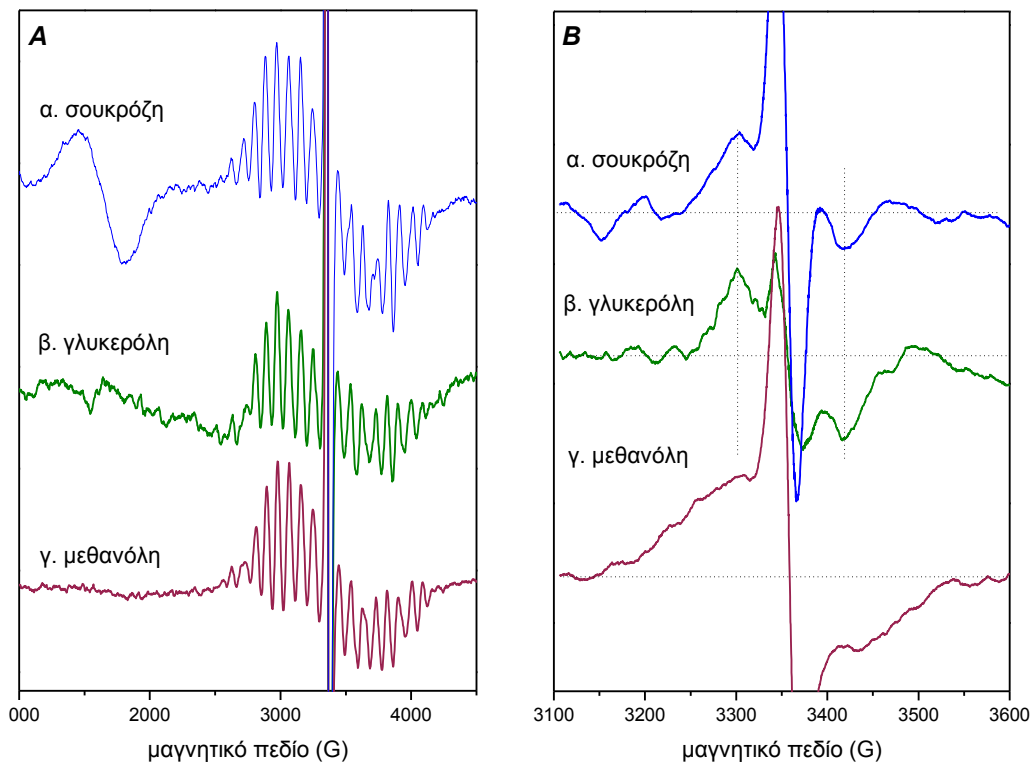 A
α. σουκρόζη
β. γλυκερόλη
γ. μεθανόλη
000 2000 3000 4000
μαγνητικό πεδίο (G)
B
α. σουκρόζη
β. γλυκερόλη
γ. μεθανόλη
3100 3200 3300 3400 3500 3600
μαγνητικό πεδίο (G)